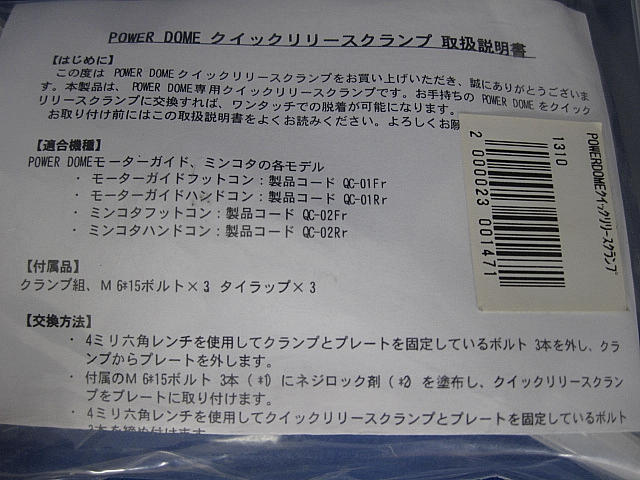 POWER DOME クイックリリースクランプ 取扱説明書
【はじめに】
この度は POWER DOMEクイックリリースクランプをお買い上げいただき、誠にありがとうございま
す。本製品は、POWER DOME専用クイックリリースクランプです。お手持ちの POWER DOME をクイック
リリースクランプに交換すれば、ワンタッチでの脱着が可能になります。
お取り付け前にはこの取扱説明書をよくお読みください。よろしくお願
【適合機種】
POWER DOMEモーターガイド、ミンコタの各モデル
・ モーターガイドフットコン：製品コード QC-01Fr
・ モーターガイドハンドコン：製品コード QC-01Rr
・ ミンコタフットコン：製品コード QC-02Fr
・ ミンコタハンドコン：製品コード QC-02Rr
【付属品】
クランプ組、M 6*15ボルト×3 タイラップ×3
【交換方法】
・ 4ミリ六角レンチを使用してクランプとプレートを固定しているボルト 3本を外し、クラ
ンプからプレートを外します。
・ 付属のM 6*15ボルト 3本（*1）にネジロック剤（*2）を塗布し、クイックリリースクラン
プをプレートに取り付けます。
・ 4ミリ六角レンチを使用してクイックリリースクランプとプレートを固定しているボルト
3本を締め付けます
POWERDOMEクイックリリースクランプ
1310
2 000023 001471